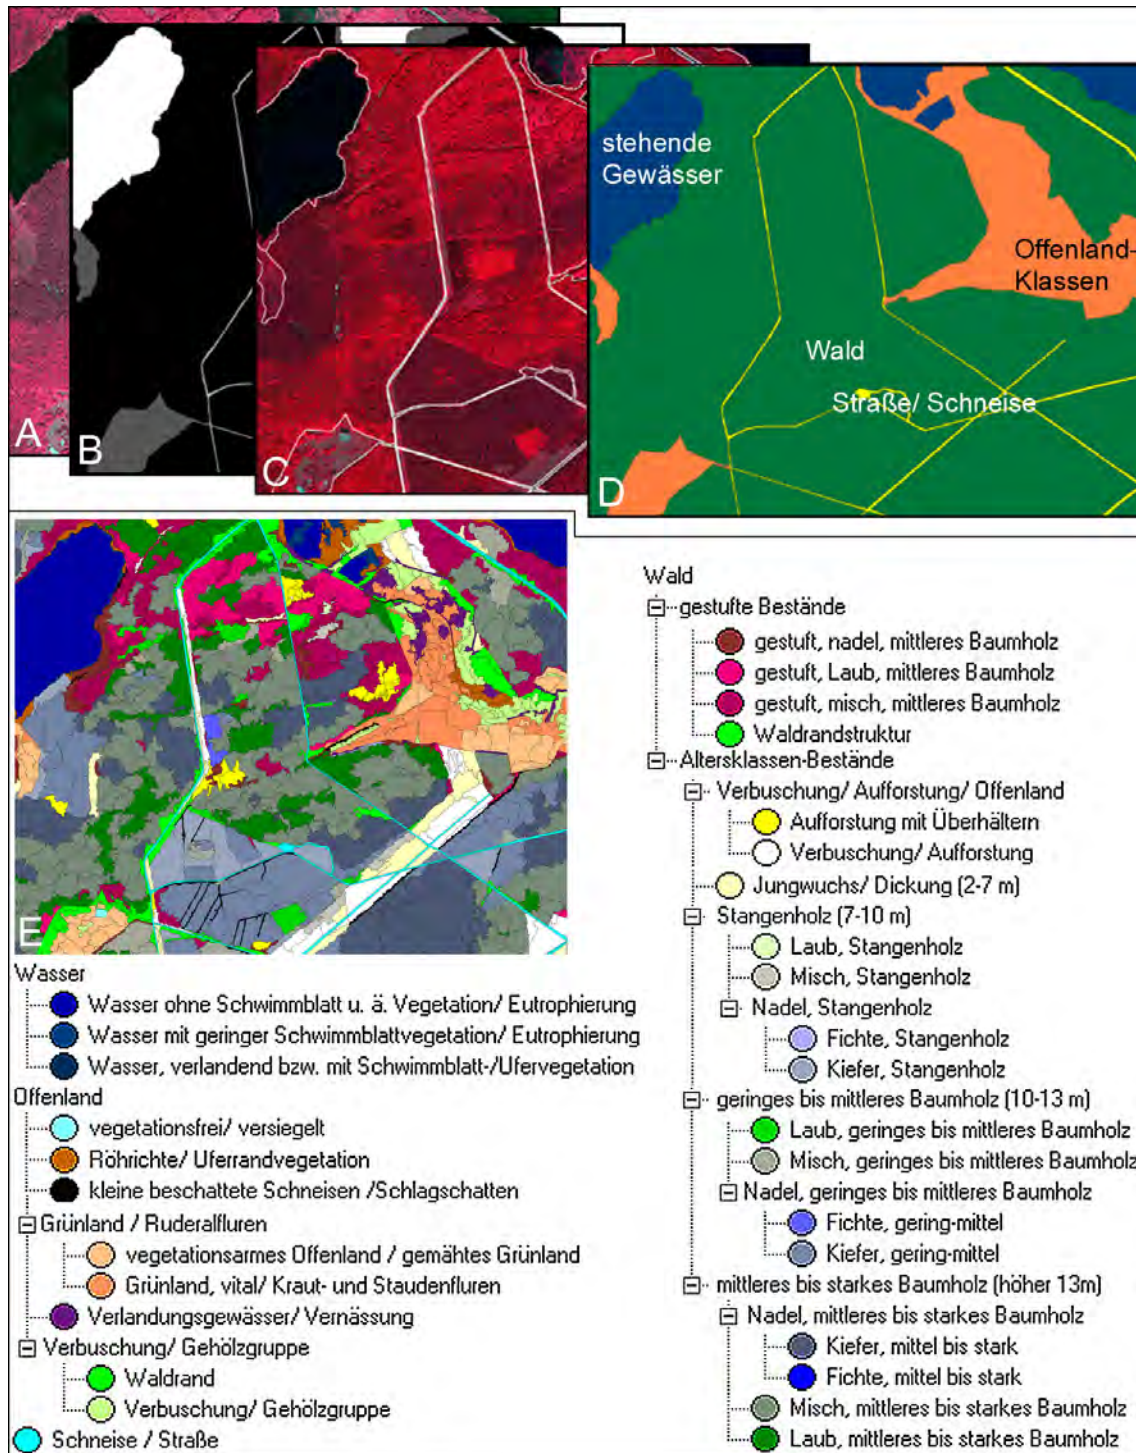 stehende
Gewässer
Offenland-
Klassen
Wald
Straße/ Schneise
A
B
C
D
E
Wasser
Wasser ohne Schwimmblatt u. ä. Vegetation/ Eutrophierung
Wasser mit geringer Schwimmblattvegetation/ Eutrophierung
Wasser, verlandend bzw. mit Schwimmblatt-/Ufervegetation
Offenland
vegetationsfrei/ versiegelt
Röhrichte/ Uferrandvegetation
kleine beschattete Schneisen /Schlagschatten
Grünland / Ruderalfluren
vegetationsarmes Offenland / gemähtes Grünland
Grünland, vital/ Kraut- und Staudenfluren
Verlandungsgewässer/ Vernässung
Verbuschung/ Gehölzgruppe
Waldrand
Verbuschung/ Gehölzgruppe
Schneise / Straße
Wald
gestufte Bestände
gestuft, nadel, mittleres Baumholz
gestuft, Laub, mittleres Baumholz
gestuft, misch, mittleres Baumholz
Waldrandstruktur
Altersklassen-Bestände
Verbuschung/ Aufforstung/ Offenland
Aufforstung mit Überhältern
Verbuschung/ Aufforstung
Jungwuchs/ Dickung (2-7 m)
Stangenholz (7-10 m)
Laub, Stangenholz
Misch, Stangenholz
Nadel, Stangenholz
Fichte, Stangenholz
Kiefer, Stangenholz
geringes bis mittleres Baumholz (10-13 m)
Laub, geringes bis mittleres Baumholz
Misch, geringes bis mittleres Baumholz
Nadel, geringes bis mittleres Baumholz
Fichte, gering-mittel
Kiefer, gering-mittel
mittleres bis starkes Baumholz (höher 13m)
Nadel, mittleres bis starkes Baumholz
Kiefer, mittel bis stark
Fichte, mittel bis stark
Misch, mittleres bis starkes Baumholz
Laub, mittleres bis starkes Baumholz